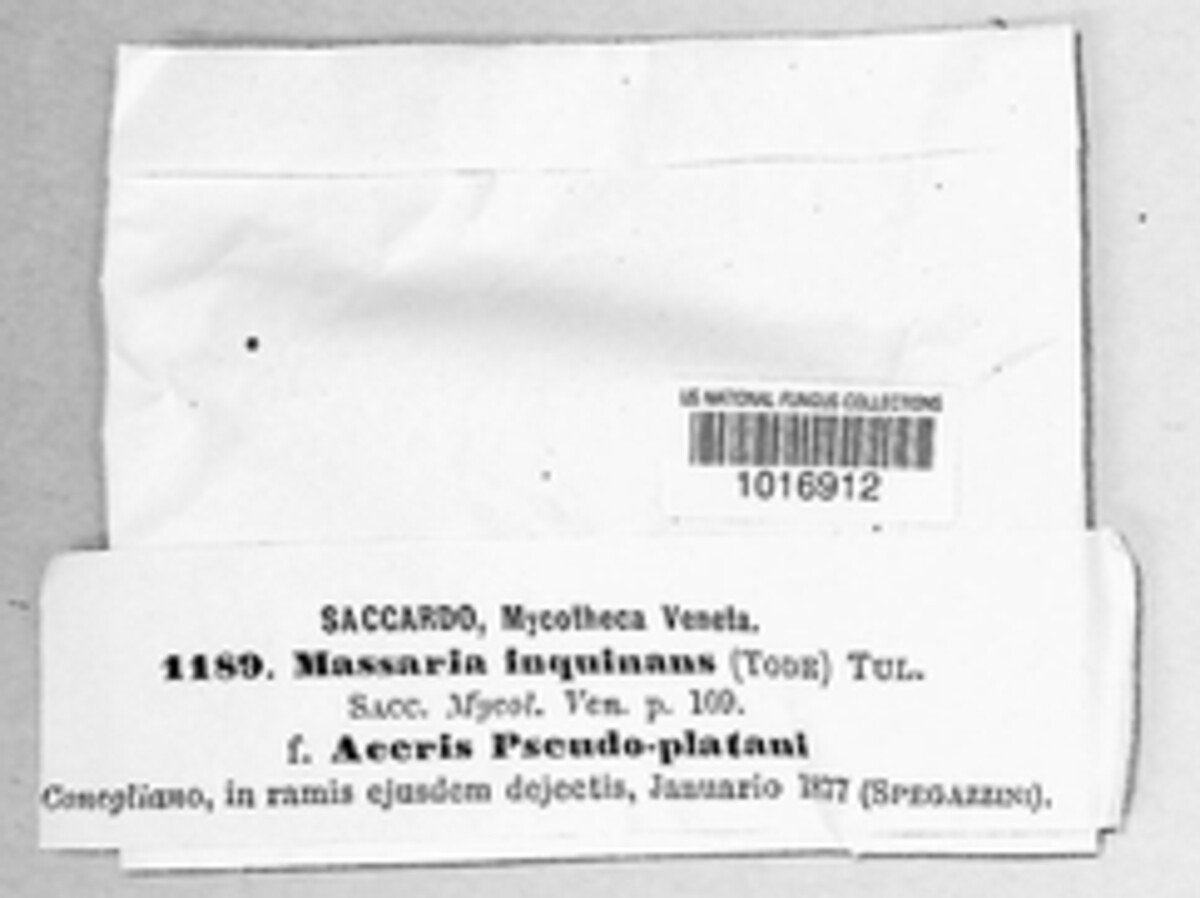 US NATIONAL FUNGUS COLLECTIONS
1016912
SACCARDO, Mycotheca Veneta.
1189. Massaria inquinans (TODE) TUL.
SACC. Mycol. Ven. p. 109.
f. Aceris Pseudo-platani
Conegliano, in ramis ejusdem dejectis, Januario 1877 (SPEGAZZINI).